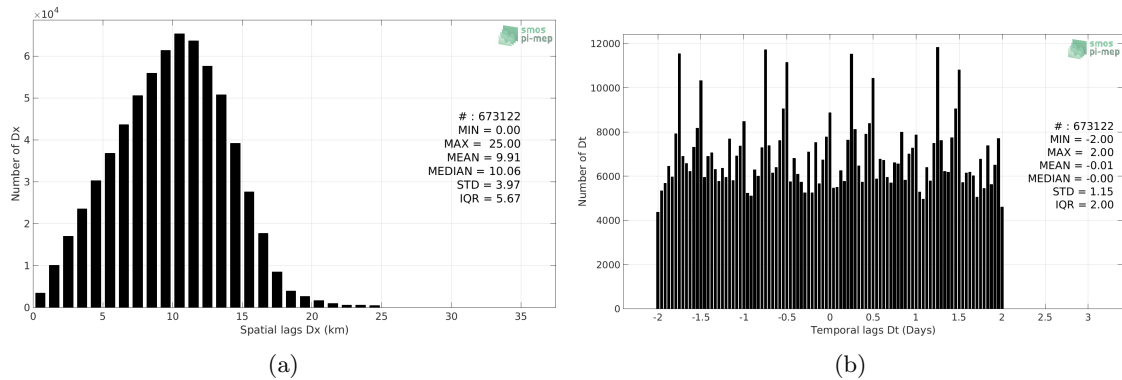 ×10⁴
6
5
4
3
2
1
0
Number of Dx
0 5 10 15 20 25 30 35
Spatial lags Dx (km)
smos
pi-mep
# : 673122
MIN = 0.00
MAX = 25.00
MEAN = 9.91
MEDIAN = 10.06
STD = 3.97
IQR = 5.67
(a)
12000
10000
8000
6000
4000
2000
0
Number of Dt
-2 -1.5 -1 -0.5 0 0.5 1 1.5 2 2.5 3
Temporal lags Dt (Days)
smos
pi-mep
# : 673122
MIN = -2.00
MAX = 2.00
MEAN = -0.01
MEDIAN = -0.00
STD = 1.15
IQR = 2.00
(b)